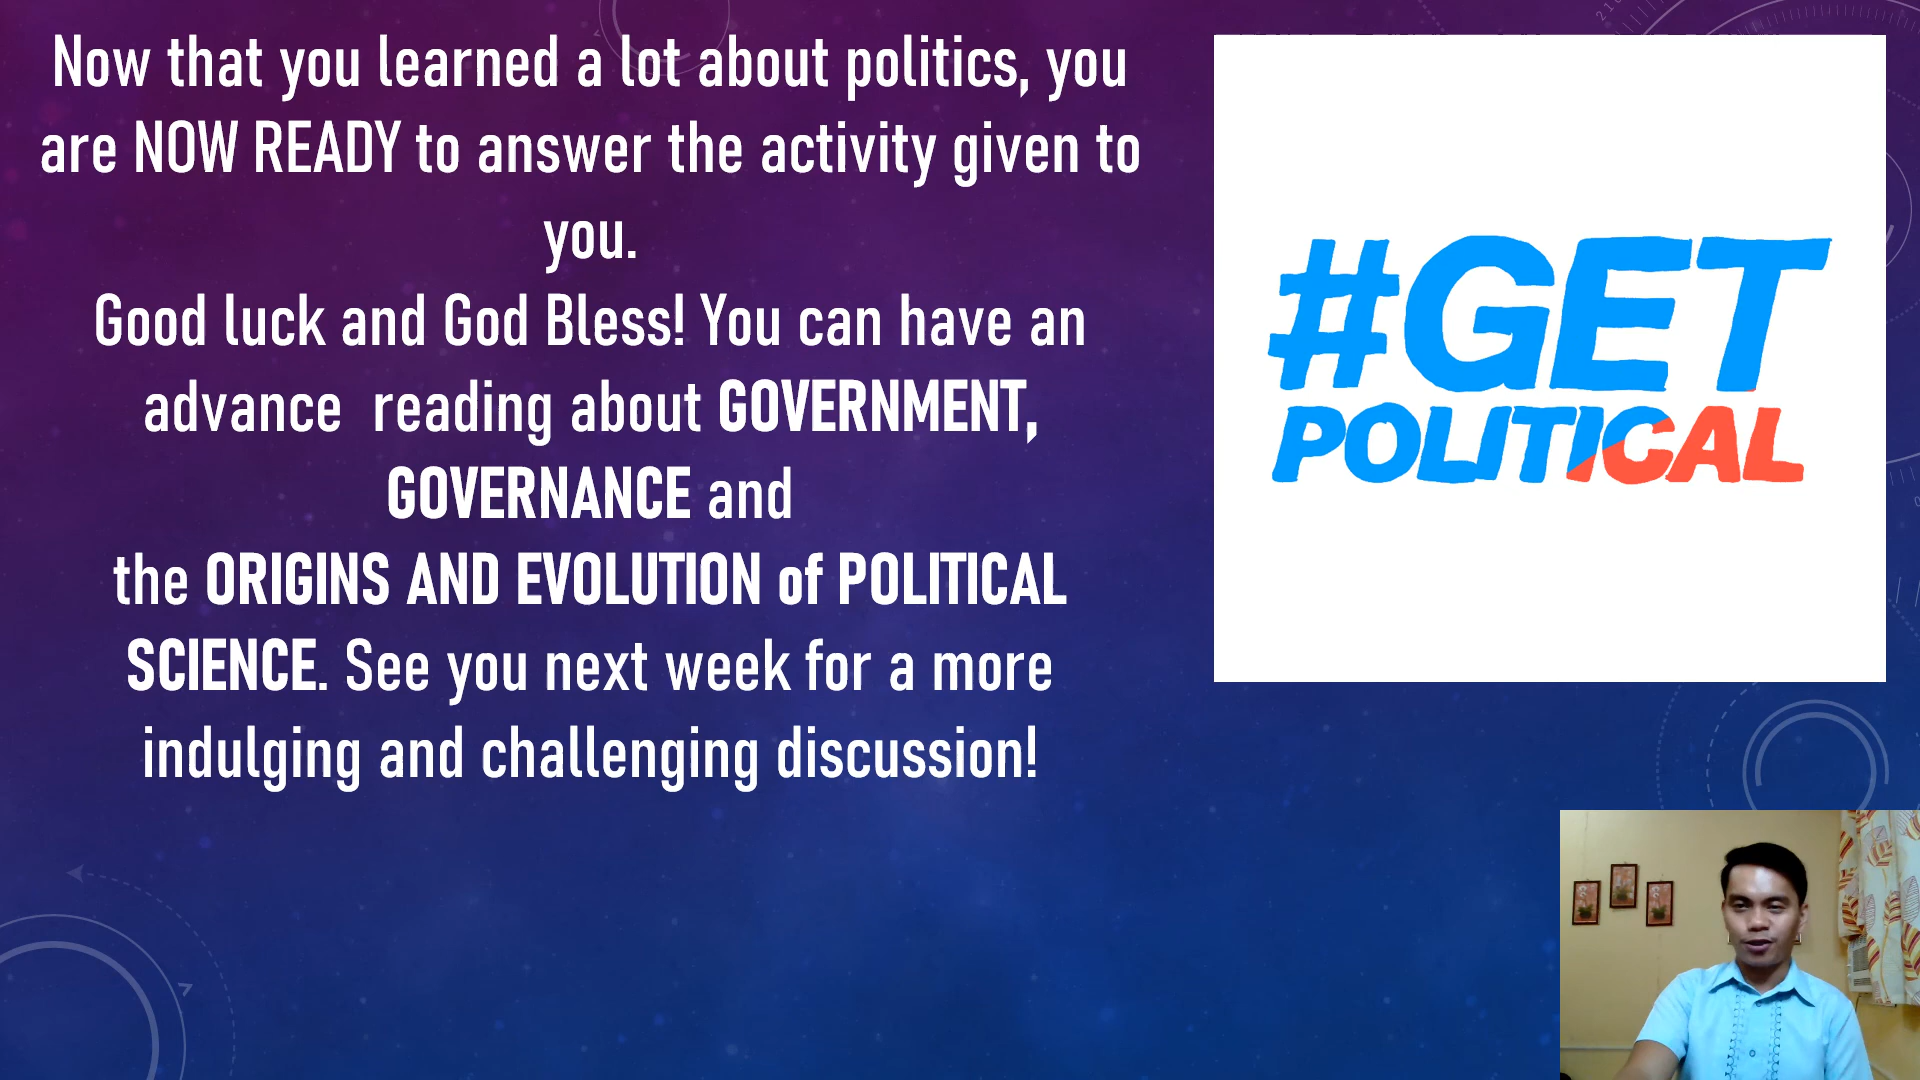 Now that you learned a lot about politics, you
are NOW READY to answer the activity given to
you.
Good luck and God Bless! You can have an
advance  reading about GOVERNMENT,
GOVERNANCE and
the ORIGINS AND EVOLUTION of POLITICAL
SCIENCE. See you next week for a more
indulging and challenging discussion!
#GET
POLITICAL